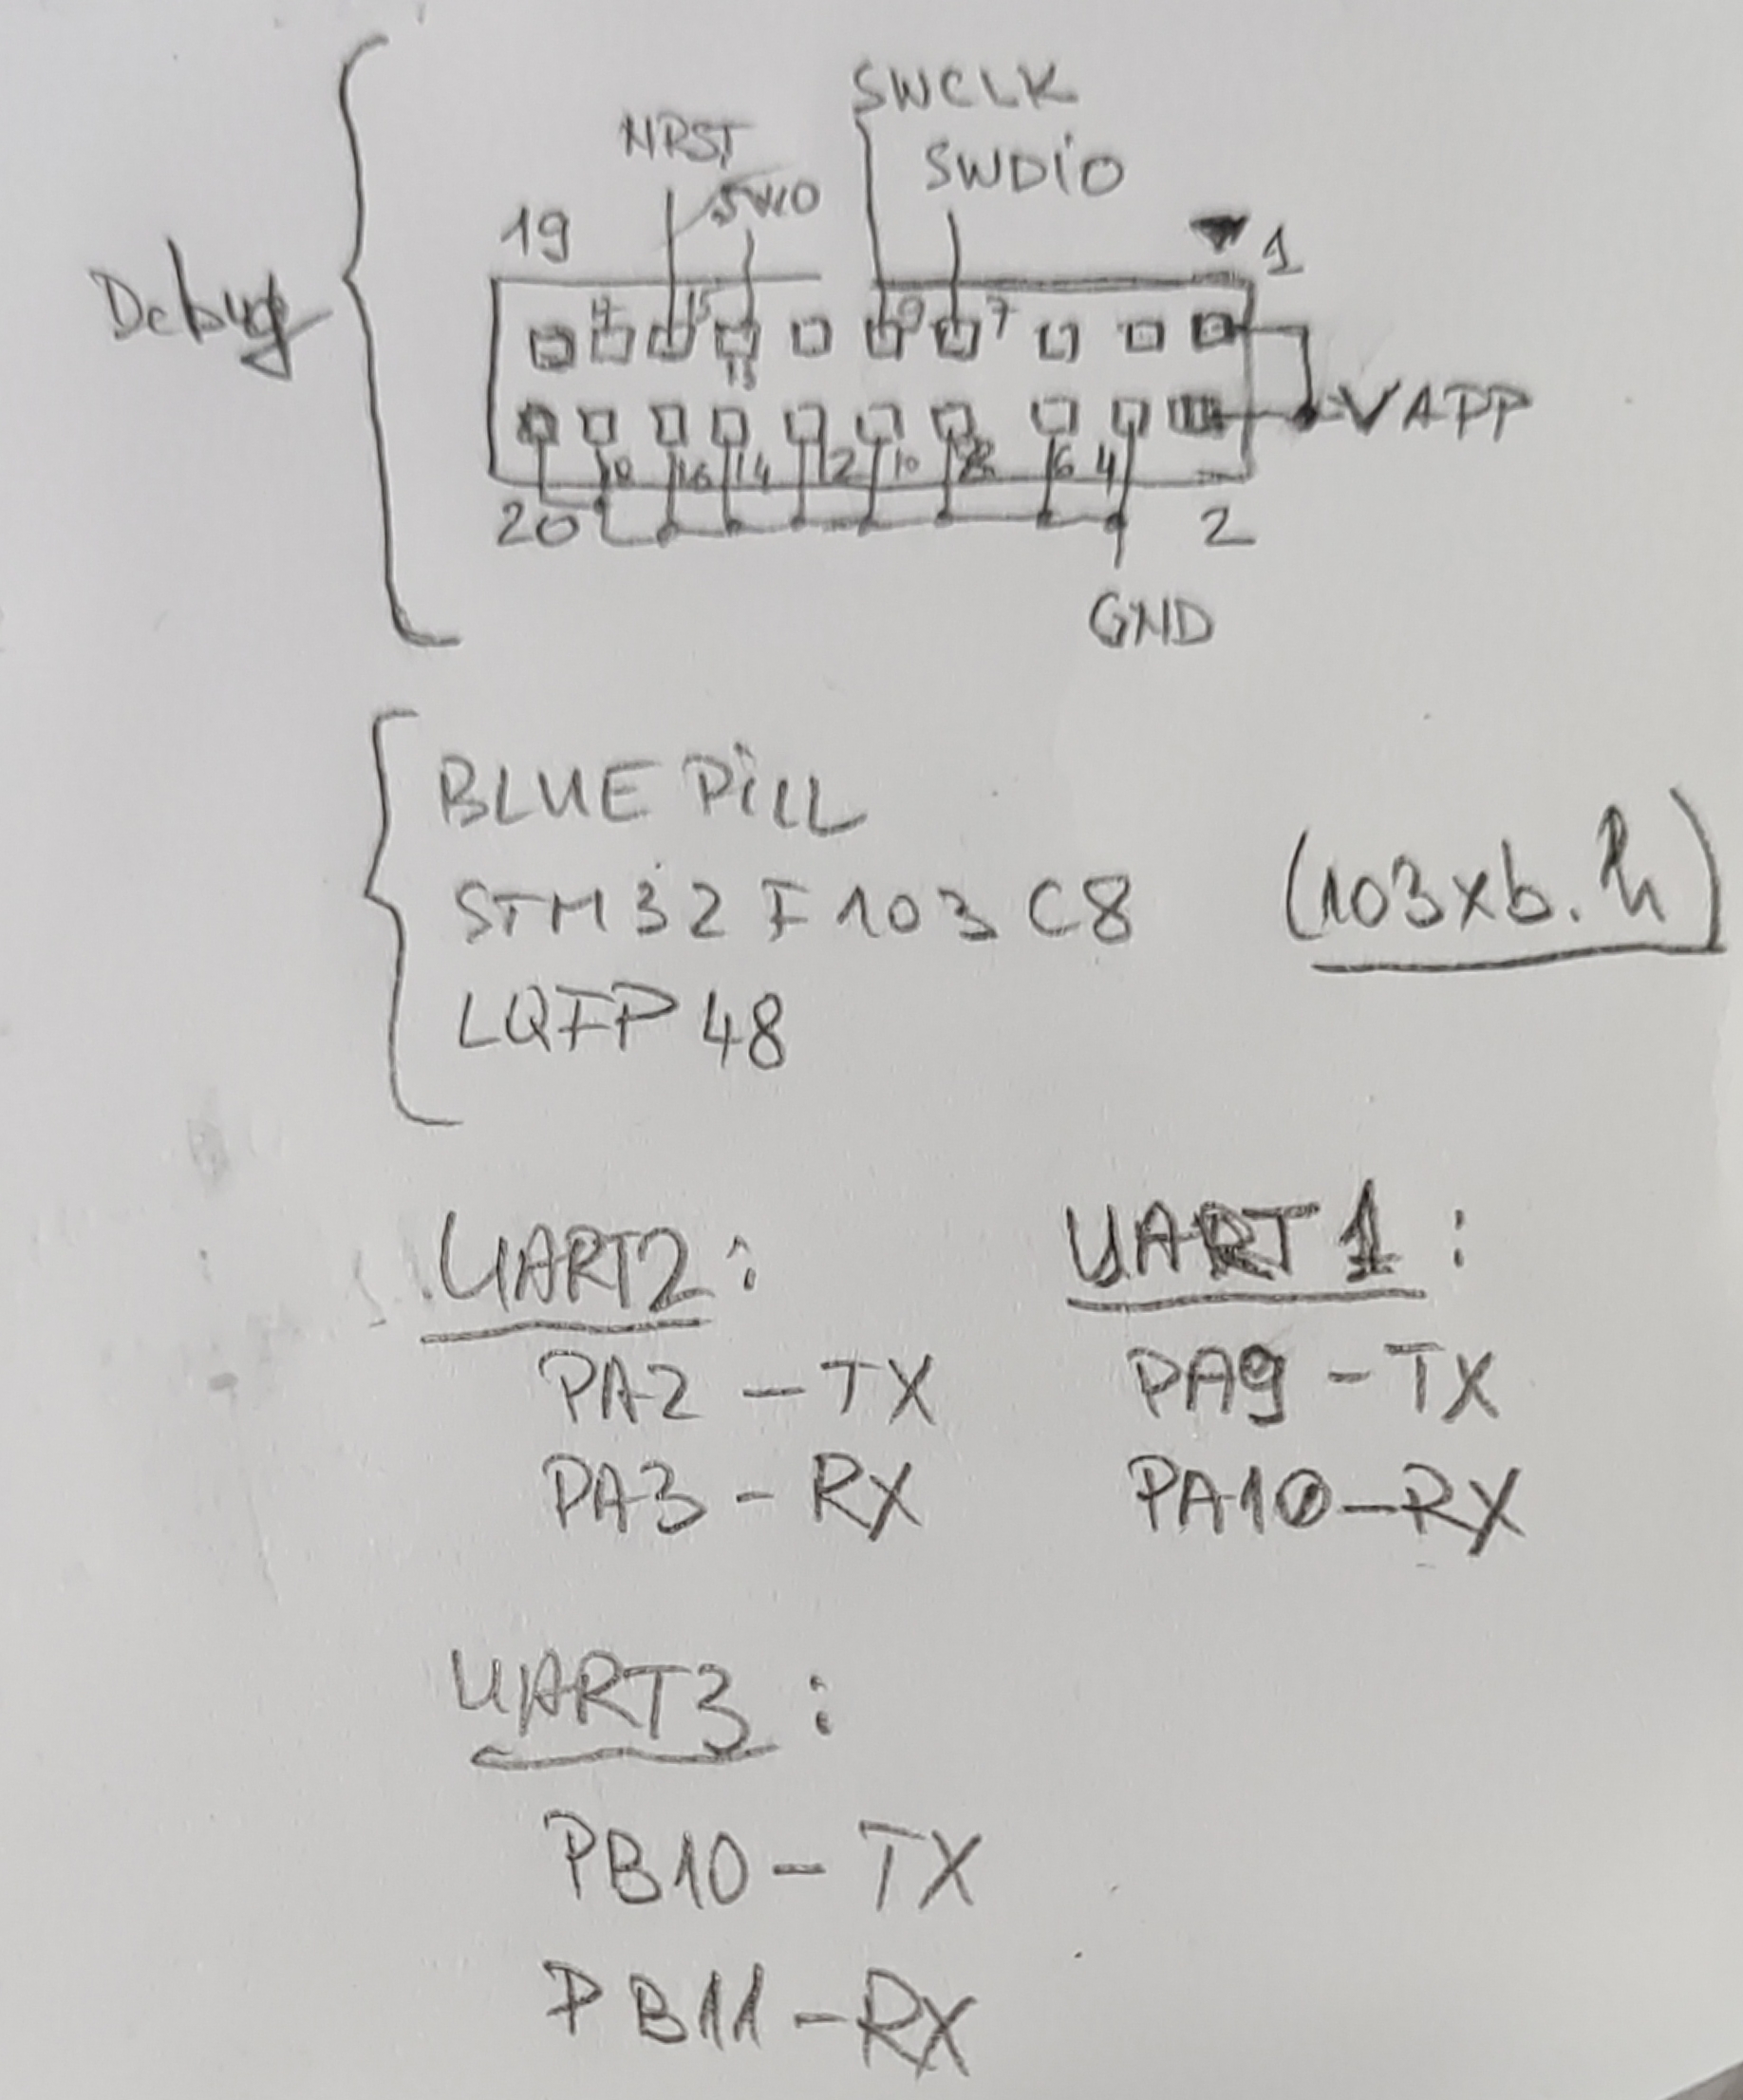 SWCLK
NRST
SWDiO
SWO
19
1
Debug
17 15 9 7
13
VAPP
18 16 14 12 10 8 6 4
20
2
GND
BLUE PiLL
STM32F103C8 (103xb.h)
LQFP48
UART2: UART1:
PA2 - TX PA9 - TX
PA3 - RX PA10 - RX
UART3:
PB10 - TX
PB11 - RX